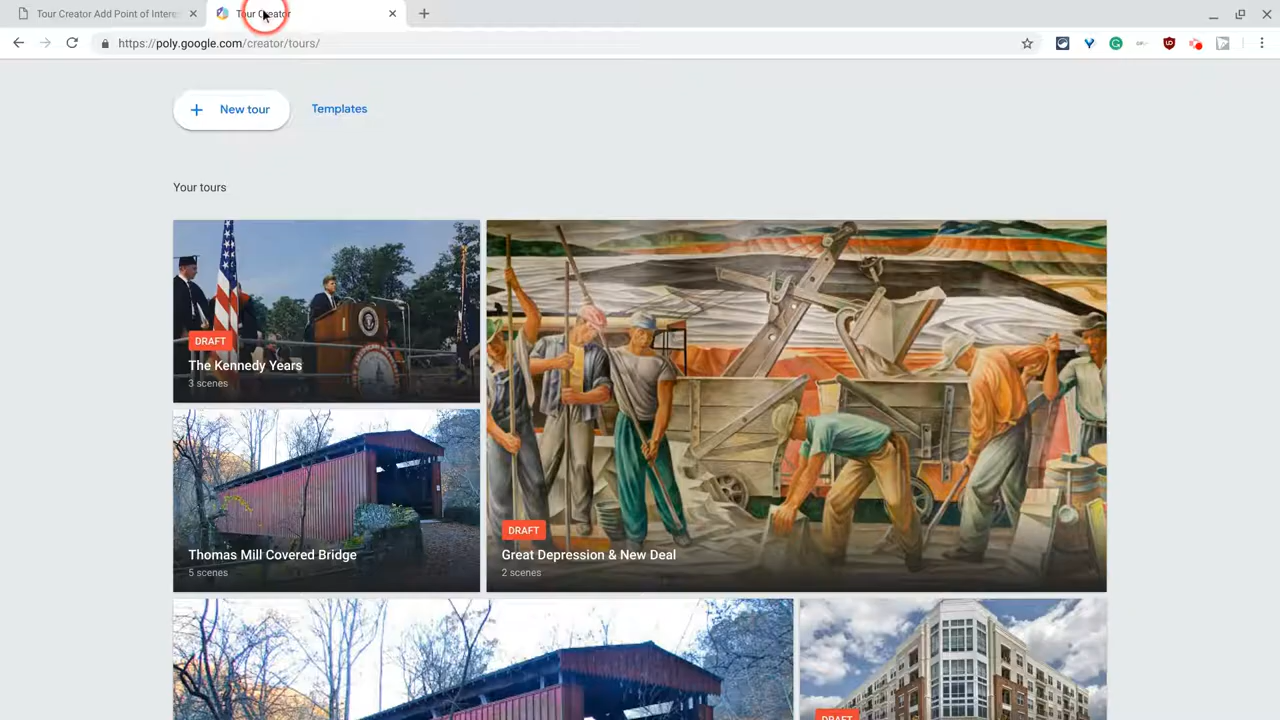 Tour Creator Add Point of Interes
Tour Creator
https://poly.google.com/creator/tours/
New tour
Templates
Your tours
DRAFT
The Kennedy Years
3 scenes
Thomas Mill Covered Bridge
5 scenes
DRAFT
Great Depression & New Deal
2 scenes
DRAFT